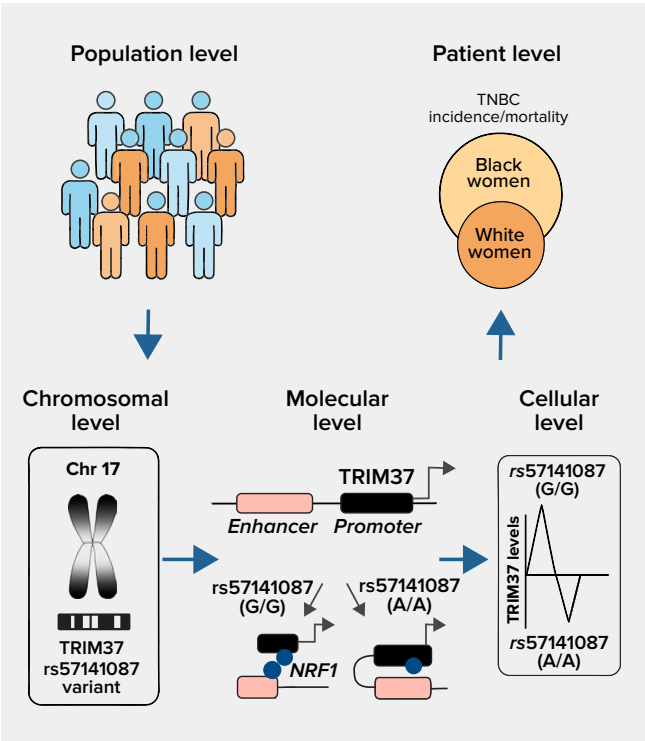 Population level
Patient level
TNBC
incidence/mortality
Black
women
White
women
Chromosomal
level
Molecular
level
Cellular
level
Chr 17
TRIM37
rs57141087
variant
TRIM37
Enhancer
Promoter
rs57141087
(G/G)
rs57141087
(A/A)
NRF1
rs57141087
(G/G)
TRIM37 levels
rs57141087
(A/A)